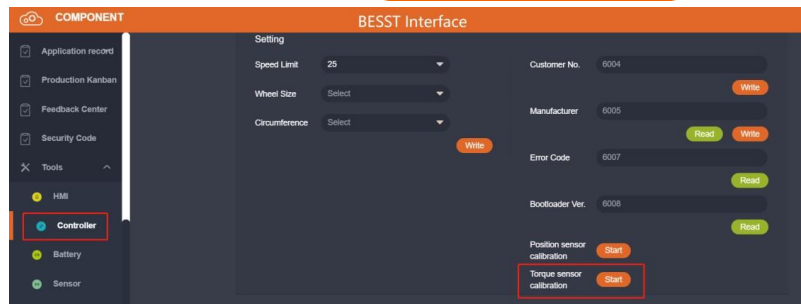 COMPONENT
BESST Interface
Application record
Production Kanban
Feedback Center
Security Code
Tools
HMI
Controller
Battery
Sensor
Setting
Speed Limit 25
Wheel Size Select
Circumference Select
Write
Customer No. 6004
Write
Manufacturer 6005
Read Write
Error Code 6007
Read
Bootloader Ver. 6008
Read
Position sensor
calibration Start
Torque sensor
calibration Start